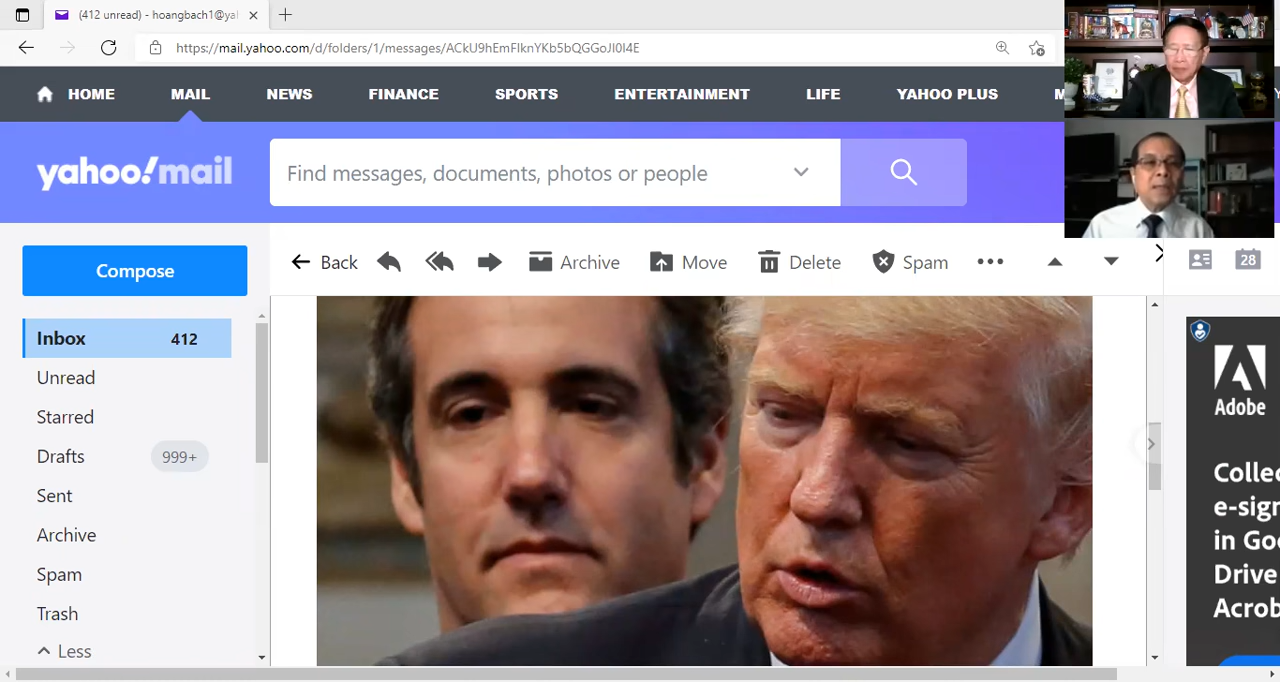 (412 unread) - hoangbach1@yal
https://mail.yahoo.com/d/folders/1/messages/ACkU9hEmFlknYKb5bQGGoJI0I4E
HOME MAIL NEWS FINANCE SPORTS ENTERTAINMENT LIFE YAHOO PLUS M
yahoo!mail
Find messages, documents, photos or people
Compose
Back Archive Move Delete Spam 28
Inbox 412
Unread
Starred
Drafts 999+
Sent
Archive
Spam
Trash
Less
Adobe
Collec
e-sign
in Goo
Drive
Acrob